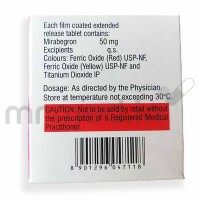 Each film coated extended
release tablet contains:
Mirabegron 50 mg
Excipients q.s.
Colours: Ferric Oxide (Red) USP-NF,
Ferric Oxide (Yellow) USP-NF and
Titanium Dioxide IP
Dosage: As directed by the Physician.
Store at temperature not exceeding 30°C.
CAUTION: Not to be sold by retail without
the prescription of a Registered Medical
Practitioner.
8 901296 047118